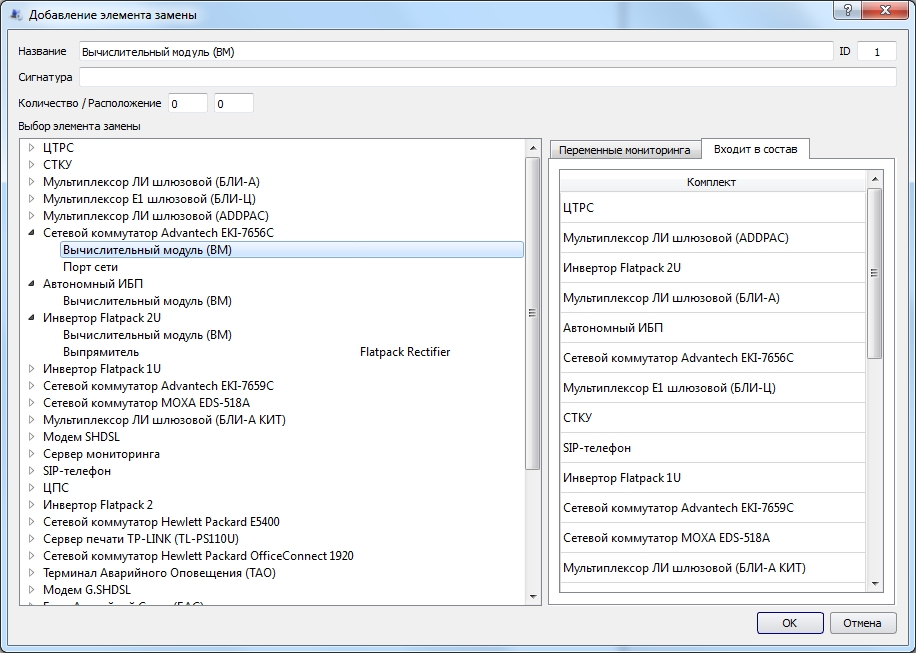 Добавление элемента замены
Название Вычислительный модуль (ВМ) ID 1
Сигнатура
Количество / Расположение 0 0
Выбор элемента замены
ЦТРС
СТКУ
Мультиплексор ЛИ шлюзовой (БЛИ-А)
Мультиплексор Е1 шлюзовой (БЛИ-Ц)
Мультиплексор ЛИ шлюзовой (ADDPAC)
Сетевой коммутатор Advantech EKI-7656C
Вычислительный модуль (ВМ)
Порт сети
Автономный ИБП
Вычислительный модуль (ВМ)
Инвертор Flatpack 2U
Вычислительный модуль (ВМ)
Выпрямитель Flatpack Rectifier
Инвертор Flatpack 1U
Сетевой коммутатор Advantech EKI-7659C
Сетевой коммутатор MOXA EDS-518A
Мультиплексор ЛИ шлюзовой (БЛИ-А КИТ)
Модем SHDSL
Сервер мониторинга
SIP-телефон
ЦПС
Инвертор Flatpack 2
Сетевой коммутатор Hewlett Packard E5400
Сервер печати TP-LINK (TL-PS110U)
Сетевой коммутатор Hewlett Packard OfficeConnect 1920
Терминал Аварийного Оповещения (ТАО)
Модем G.SHDSL
Переменные мониторинга Входит в состав
Комплект
ЦТРС
Мультиплексор ЛИ шлюзовой (ADDPAC)
Инвертор Flatpack 2U
Мультиплексор ЛИ шлюзовой (БЛИ-А)
Автономный ИБП
Сетевой коммутатор Advantech EKI-7656C
Мультиплексор Е1 шлюзовой (БЛИ-Ц)
СТКУ
SIP-телефон
Инвертор Flatpack 1U
Сетевой коммутатор Advantech EKI-7659C
Сетевой коммутатор MOXA EDS-518A
Мультиплексор ЛИ шлюзовой (БЛИ-А КИТ)
OK Отмена